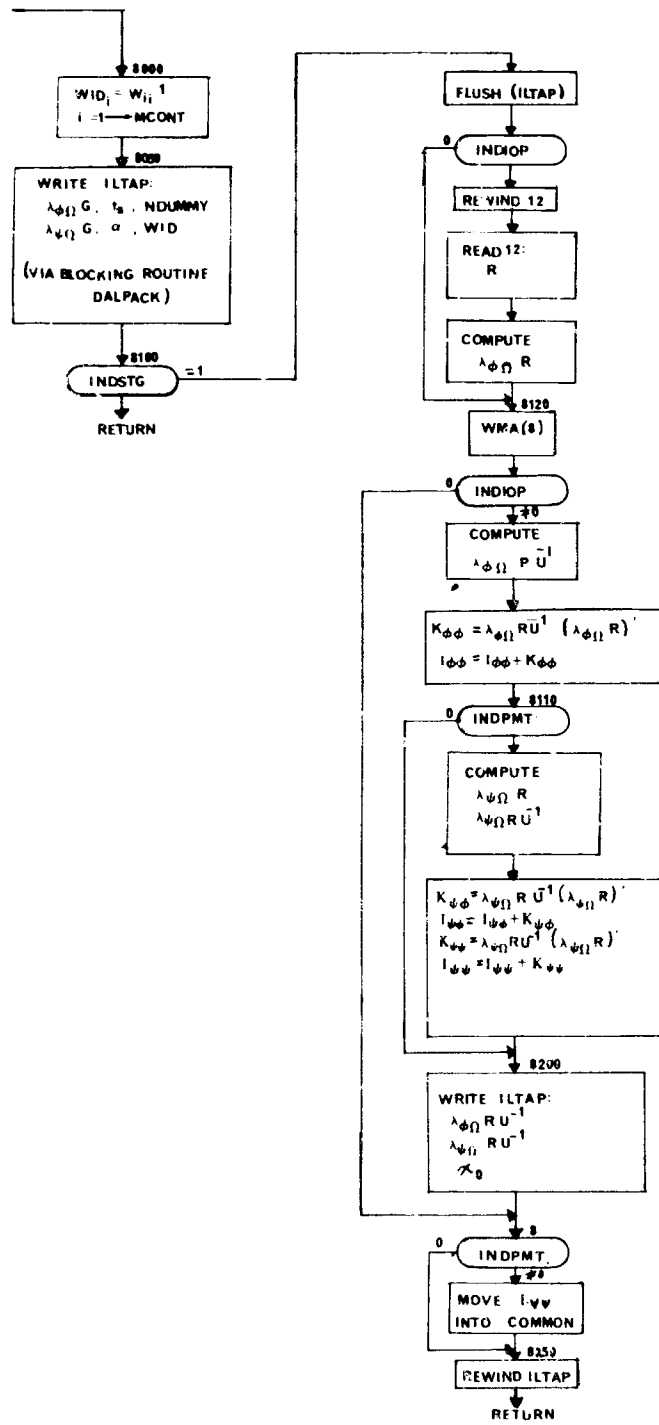 8000
WID_i = W_ii^-1
i =1 → MCONT
8050
WRITE ILTAP:
λ_φΩ G, t_s, NDUMMY
λ_ψΩ G, α, WID
(VIA BLOCKING ROUTINE
DALPACK)
8100
INDSTG
=1
RETURN
FLUSH (ILTAP)
0
INDIOP
REWIND 12
READ 12:
R
COMPUTE
λ_φΩ R
8120
WMA(8)
0
INDIOP
≠0
COMPUTE
λ_φΩ P U^-1
K_φφ = λ_φΩ R U^-1 (λ_φΩ R)'
I_φφ = I_φφ + K_φφ
8110
0
INDPMT
COMPUTE
λ_ψΩ R
λ_ψΩ R U^-1
K_ψφ = λ_ψΩ R U^-1 (λ_φΩ R)'
I_ψφ = I_ψφ + K_ψφ
K_ψψ = λ_ψΩ R U^-1 (λ_ψΩ R)'
I_ψψ = I_ψψ + K_ψψ
8200
WRITE ILTAP:
λ_φΩ R U^-1
λ_ψΩ R U^-1
8
0
INDPMT
≠0
MOVE I_ψψ
INTO COMMON
8250
REWIND ILTAP
RETURN